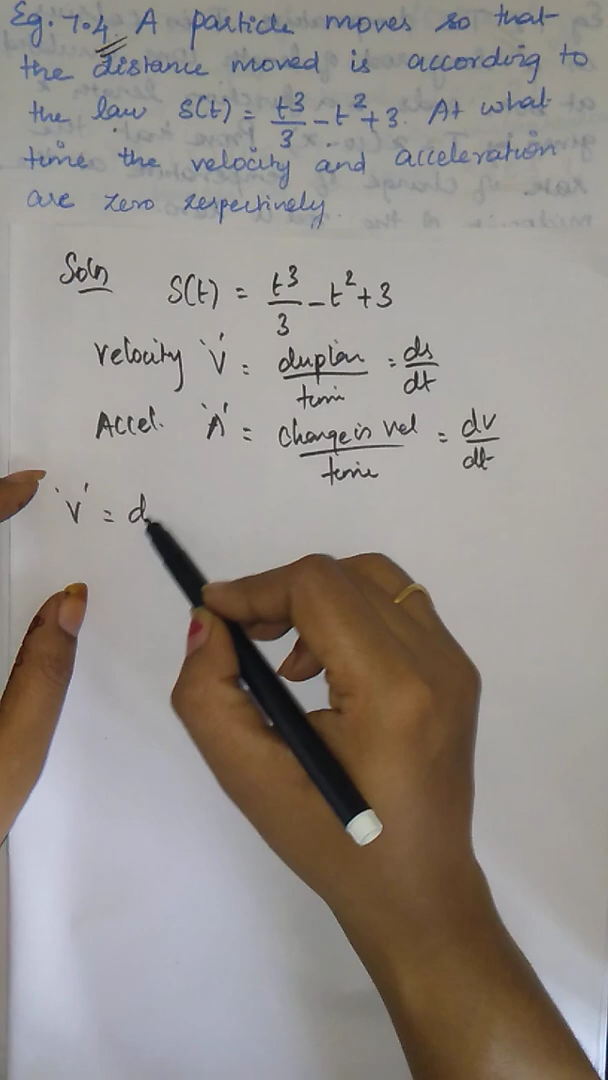 Eg. 7.4. A particle moves so that
the distance moved is according to
the law S(t) = t³/3 - t² + 3. At what
time the velocity and acceleration
are zero respectively.
Soln S(t) = t³/3 - t² + 3
Velocity 'V' = /time = ds/dt
Accel. 'A' = change in vel/time = dv/dt
'V' = d